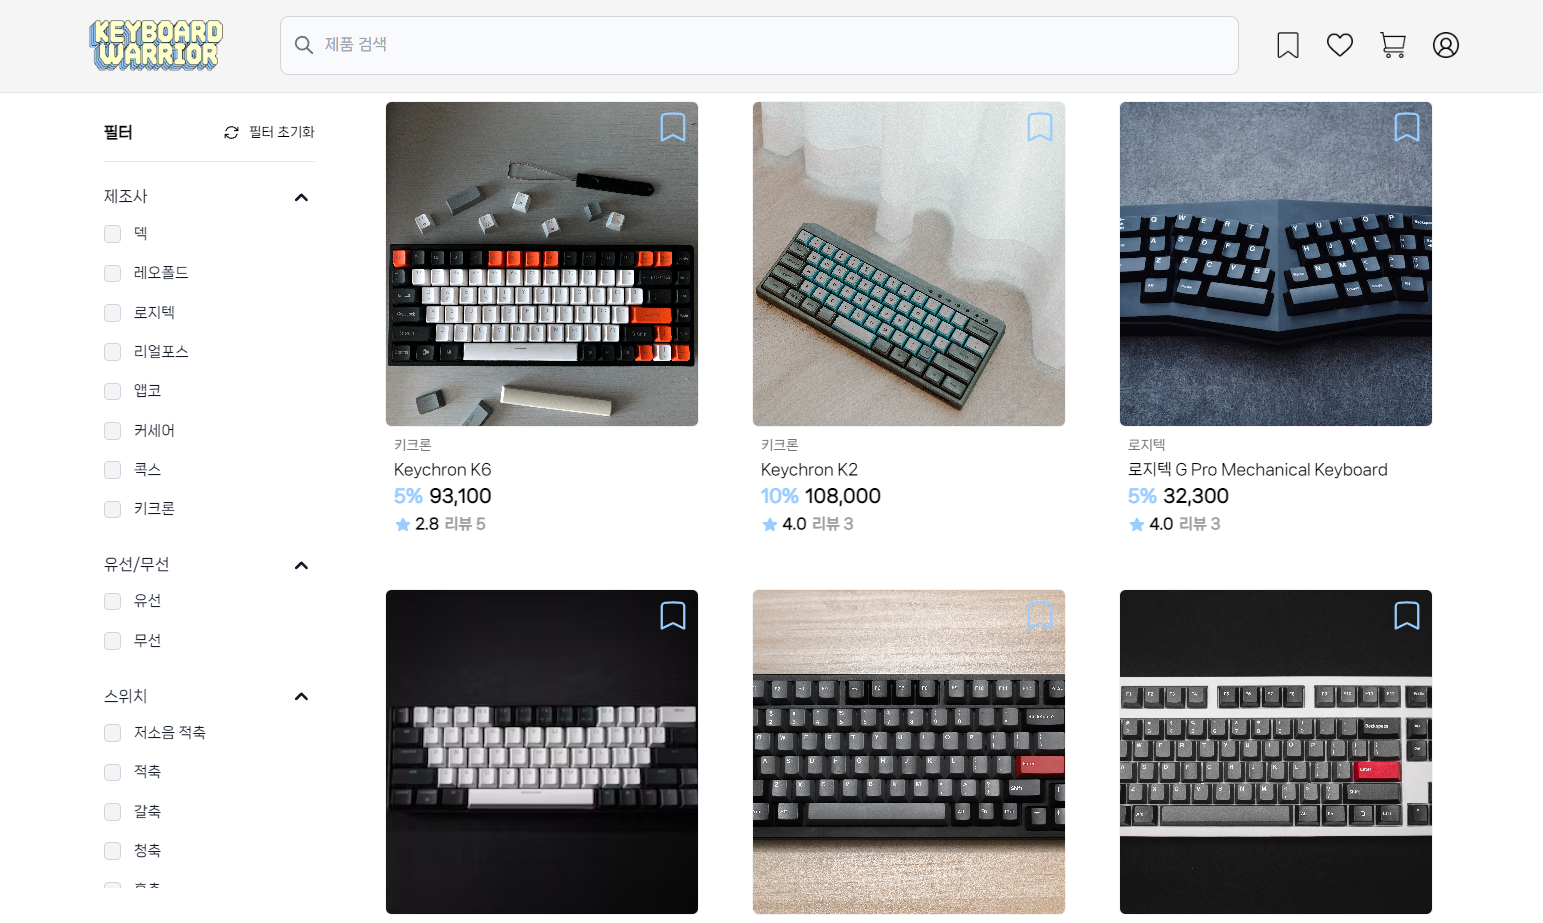 KEYBOARD
WARRIOR
제품 검색
필터
필터 초기화
제조사
덱
레오폴드
로지텍
리얼포스
앱코
커세어
콕스
키크론
유선/무선
유선
무선
스위치
저소음 적축
적축
갈축
청축
키크론
Keychron K6
5% 93,100
2.8 리뷰 5
키크론
Keychron K2
10% 108,000
4.0 리뷰 3
로지텍
로지텍 G Pro Mechanical Keyboard
5% 32,300
4.0 리뷰 3